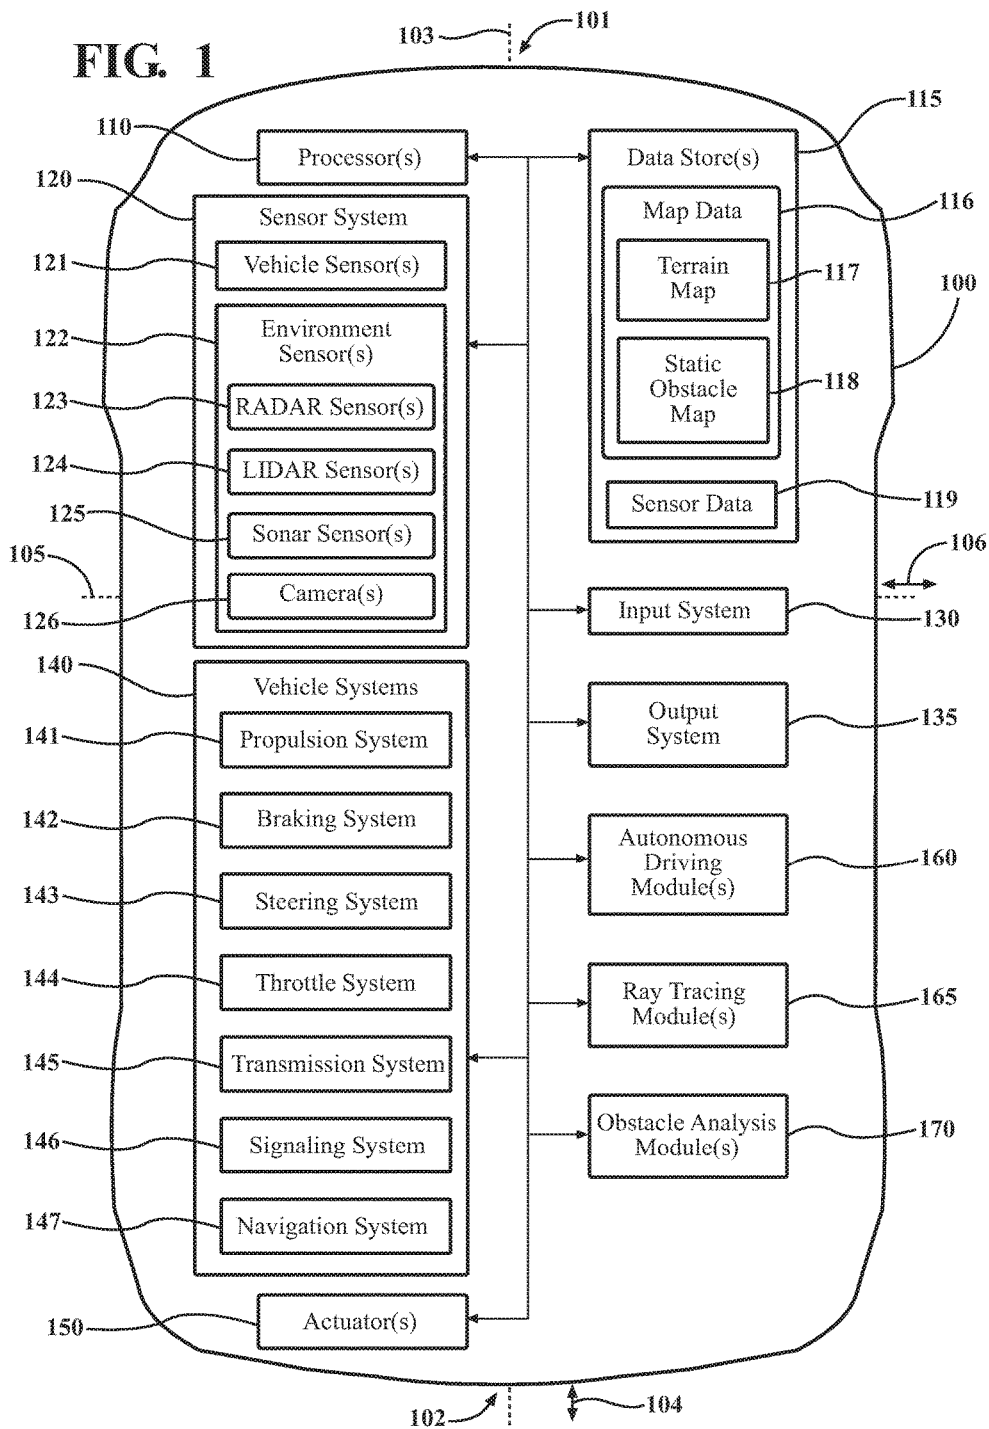 FIG. 1
103
101
110
Processor(s)
120
Sensor System
121
Vehicle Sensor(s)
122
Environment
Sensor(s)
123
RADAR Sensor(s)
124
LIDAR Sensor(s)
125
Sonar Sensor(s)
105
126
Camera(s)
140
Vehicle Systems
141
Propulsion System
142
Braking System
143
Steering System
144
Throttle System
145
Transmission System
146
Signaling System
147
Navigation System
150
Actuator(s)
115
Data Store(s)
116
Map Data
117
Terrain
Map
100
118
Static
Obstacle
Map
119
Sensor Data
106
130
Input System
135
Output
System
160
Autonomous
Driving
Module(s)
165
Ray Tracing
Module(s)
170
Obstacle Analysis
Module(s)
102
104